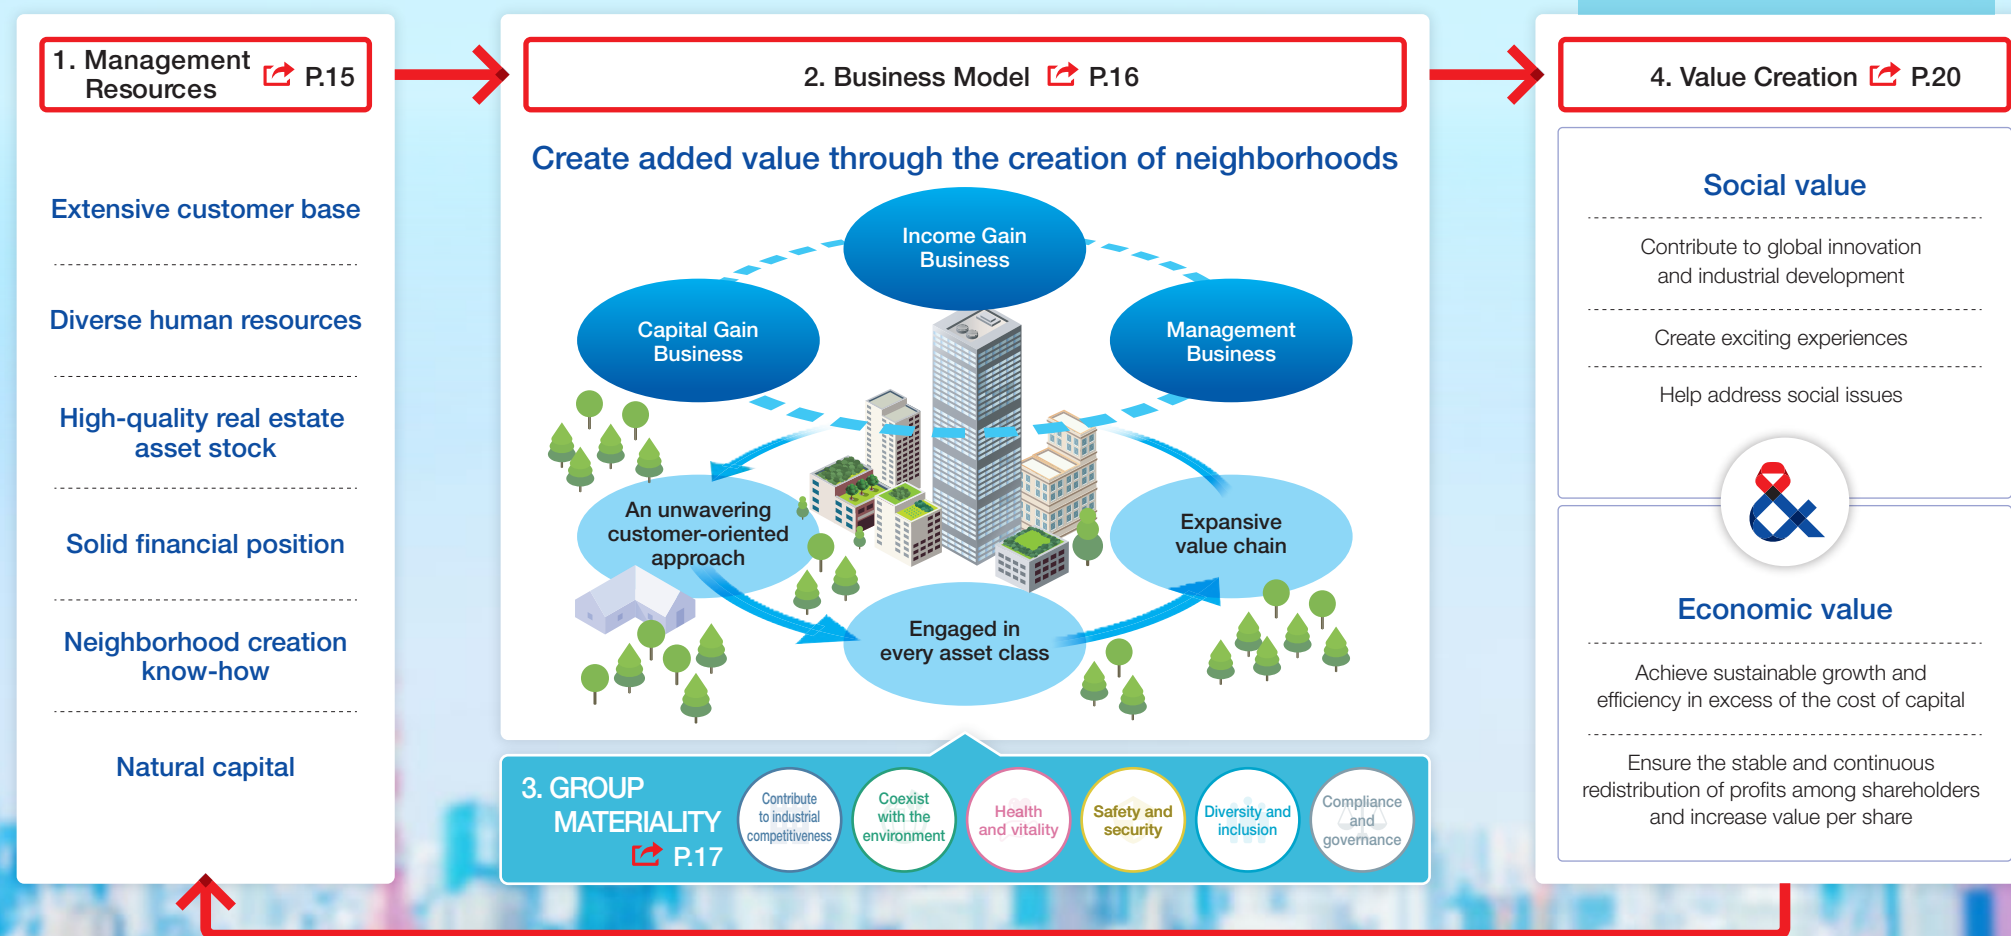 1. Management
Resources
P.15
Extensive customer base
Diverse human resources
High-quality real estate
asset stock
Solid financial position
Neighborhood creation
know-how
Natural capital
2. Business Model P.16
Create added value through the creation of neighborhoods
Income Gain
Business
Capital Gain
Business
Management
Business
An unwavering
customer-oriented
approach
Engaged in
every asset class
Expansive
value chain
3. GROUP
MATERIALITY
P.17
Contribute
to industrial
competitiveness
Coexist
with the
environment
Health
and vitality
Safety and
security
Diversity and
inclusion
Compliance
and
governance
4. Value Creation P.20
Social value
Contribute to global innovation
and industrial development
Create exciting experiences
Help address social issues
&
Economic value
Achieve sustainable growth and
efficiency in excess of the cost of capital
Ensure the stable and continuous
redistribution of profits among shareholders
and increase value per share